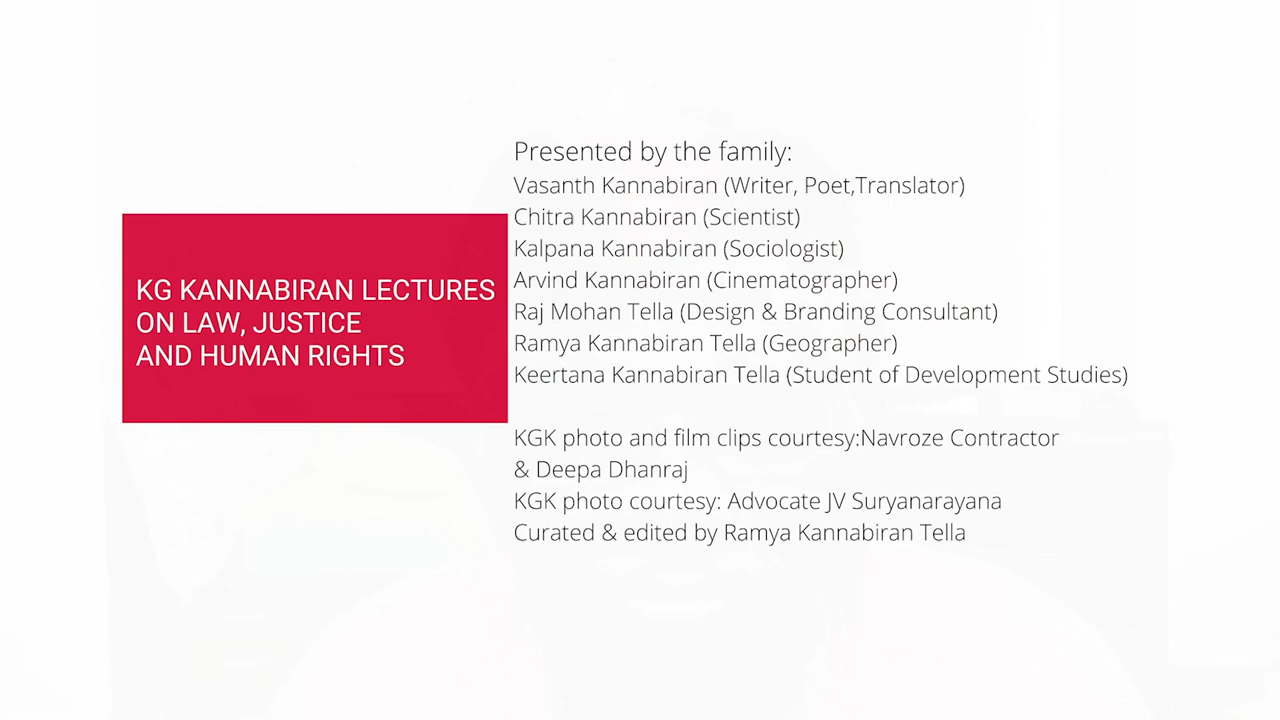 KG KANNABIRAN LECTURES
ON LAW, JUSTICE
AND HUMAN RIGHTS
Presented by the family:
Vasanth Kannabiran (Writer, Poet,Translator)
Chitra Kannabiran (Scientist)
Kalpana Kannabiran (Sociologist)
Arvind Kannabiran (Cinematographer)
Raj Mohan Tella (Design & Branding Consultant)
Ramya Kannabiran Tella (Geographer)
Keertana Kannabiran Tella (Student of Development Studies)
KGK photo and film clips courtesy:Navroze Contractor
& Deepa Dhanraj
KGK photo courtesy: Advocate JV Suryanarayana
Curated & edited by Ramya Kannabiran Tella